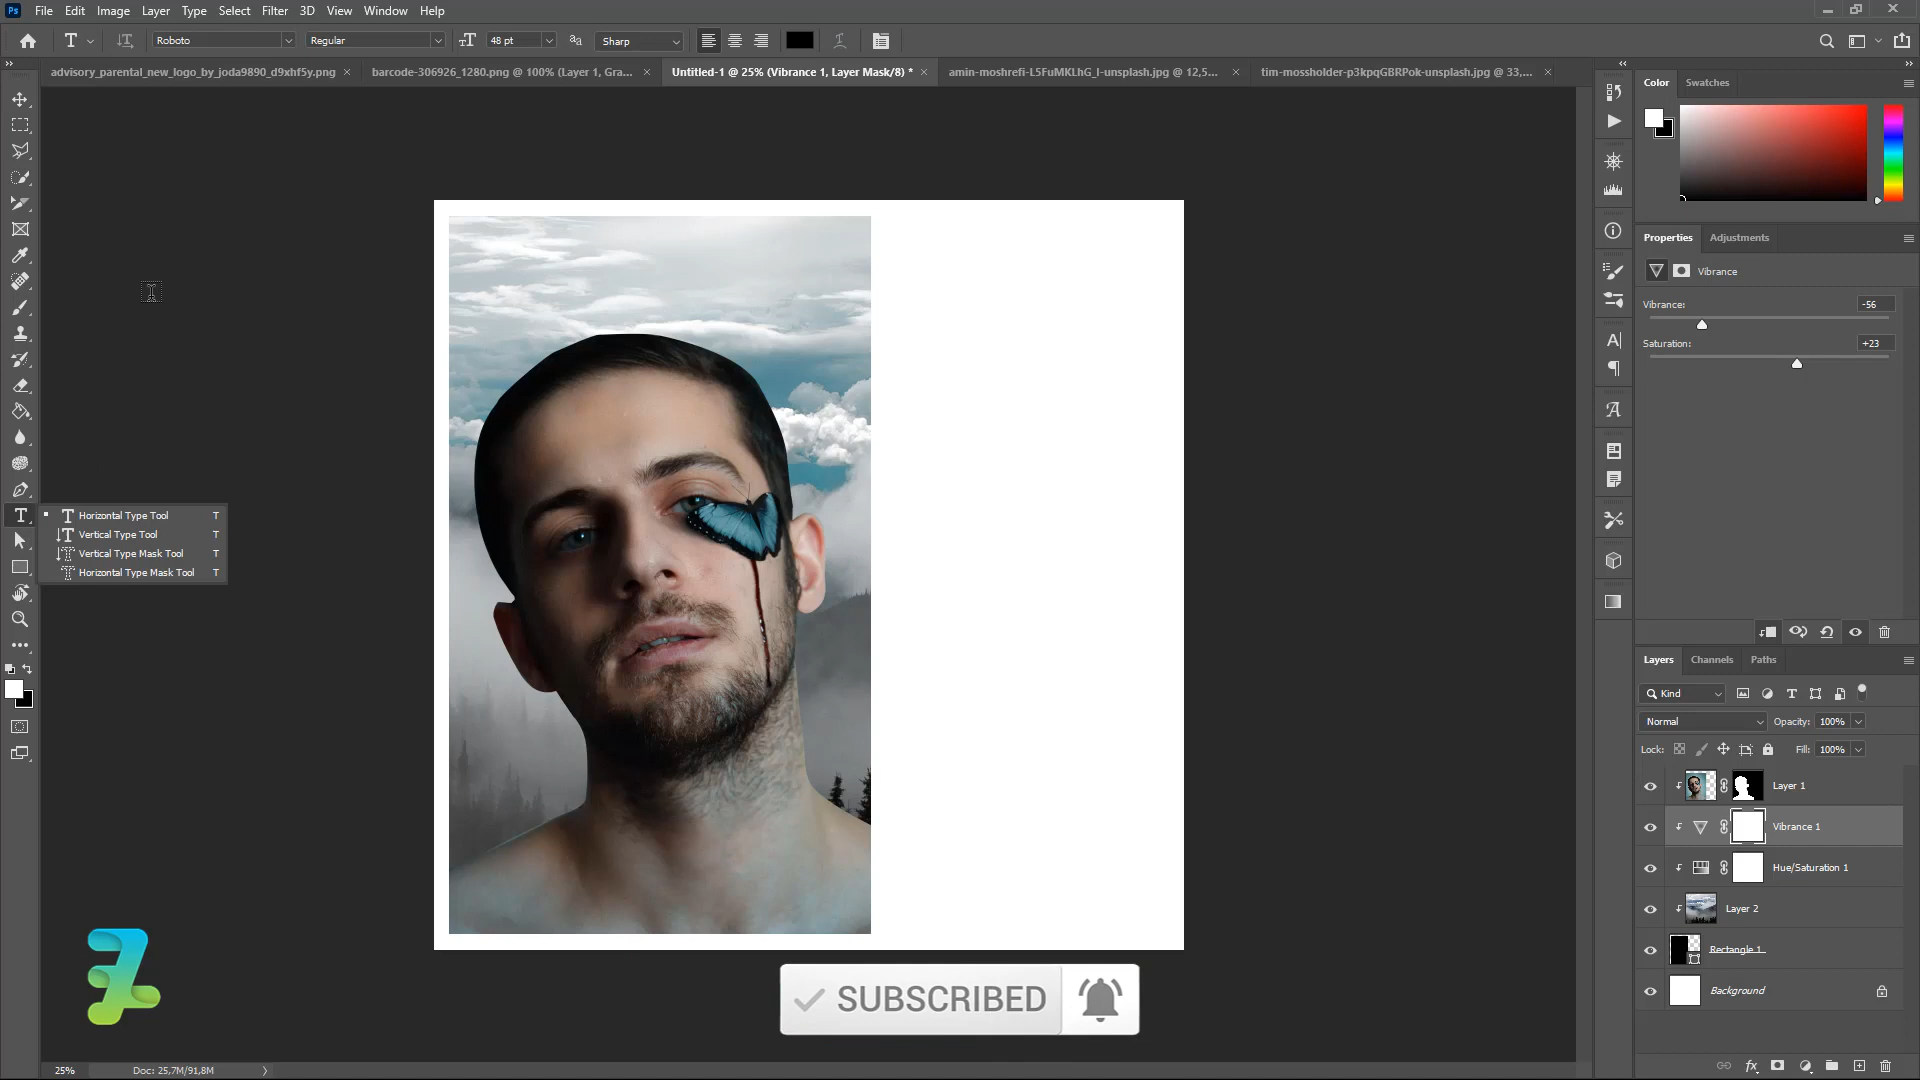 Ps File Edit Image Layer Type Select Filter 3D View Window Help
T Roboto Regular 48 pt Sharp
advisory_parental_new_logo_by_joda9890_d9xhf5y.png × barcode-306926_1280.png @ 100% (Layer 1, Gra... × Untitled-1 @ 25% (Vibrance 1, Layer Mask/8) * × amin-moshrefi-L5FuMKLhG_I-unsplash.jpg @ 12,5... × tim-mossholder-p3kpqGBRPok-unsplash.jpg @ 33,... ×
Horizontal Type Tool T
Vertical Type Tool T
Vertical Type Mask Tool T
Horizontal Type Mask Tool T
SUBSCRIBED
25% Doc: 25,7M/91,8M
Color Swatches
Properties Adjustments
Vibrance
Vibrance: -56
Saturation: +23
Layers Channels Paths
Kind
Normal Opacity: 100%
Lock: Fill: 100%
Layer 1
Vibrance 1
Hue/Saturation 1
Layer 2
Rectangle 1
Background